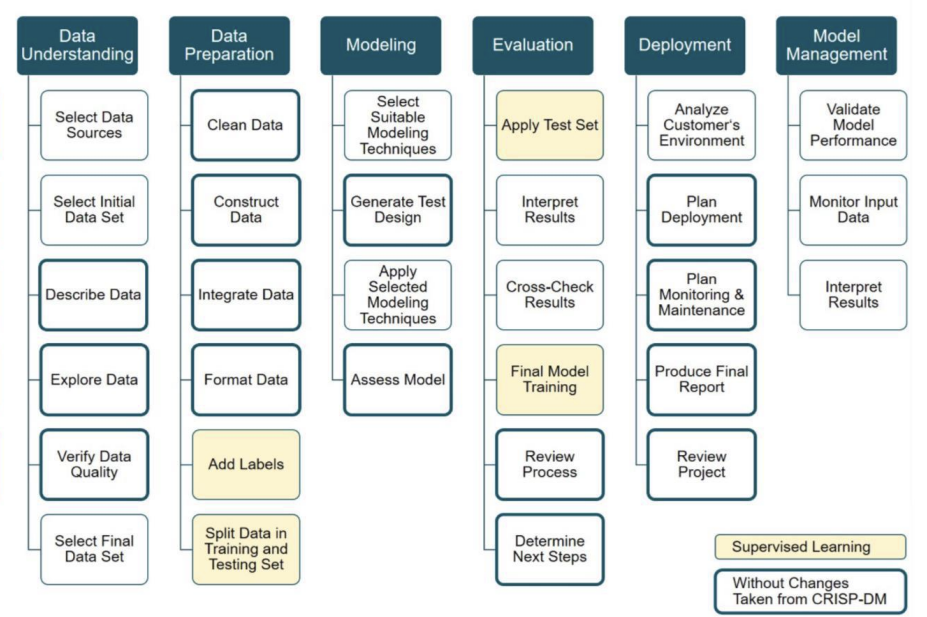 Data
Understanding
Select Data
Sources
Select Initial
Data Set
Describe Data
Explore Data
Verify Data
Quality
Select Final
Data Set
Data
Preparation
Clean Data
Construct
Data
Integrate Data
Format Data
Add Labels
Split Data in
Training and
Testing Set
Modeling
Select
Suitable
Modeling
Techniques
Generate Test
Design
Apply
Selected
Modeling
Techniques
Assess Model
Evaluation
Apply Test Set
Interpret
Results
Cross-Check
Results
Final Model
Training
Review
Process
Determine
Next Steps
Deployment
Analyze
Customer‘s
Environment
Plan
Deployment
Plan
Monitoring &
Maintenance
Produce Final
Report
Review
Project
Model
Management
Validate
Model
Performance
Monitor Input
Data
Interpret
Results
Supervised Learning
Without Changes
Taken from CRISP-DM